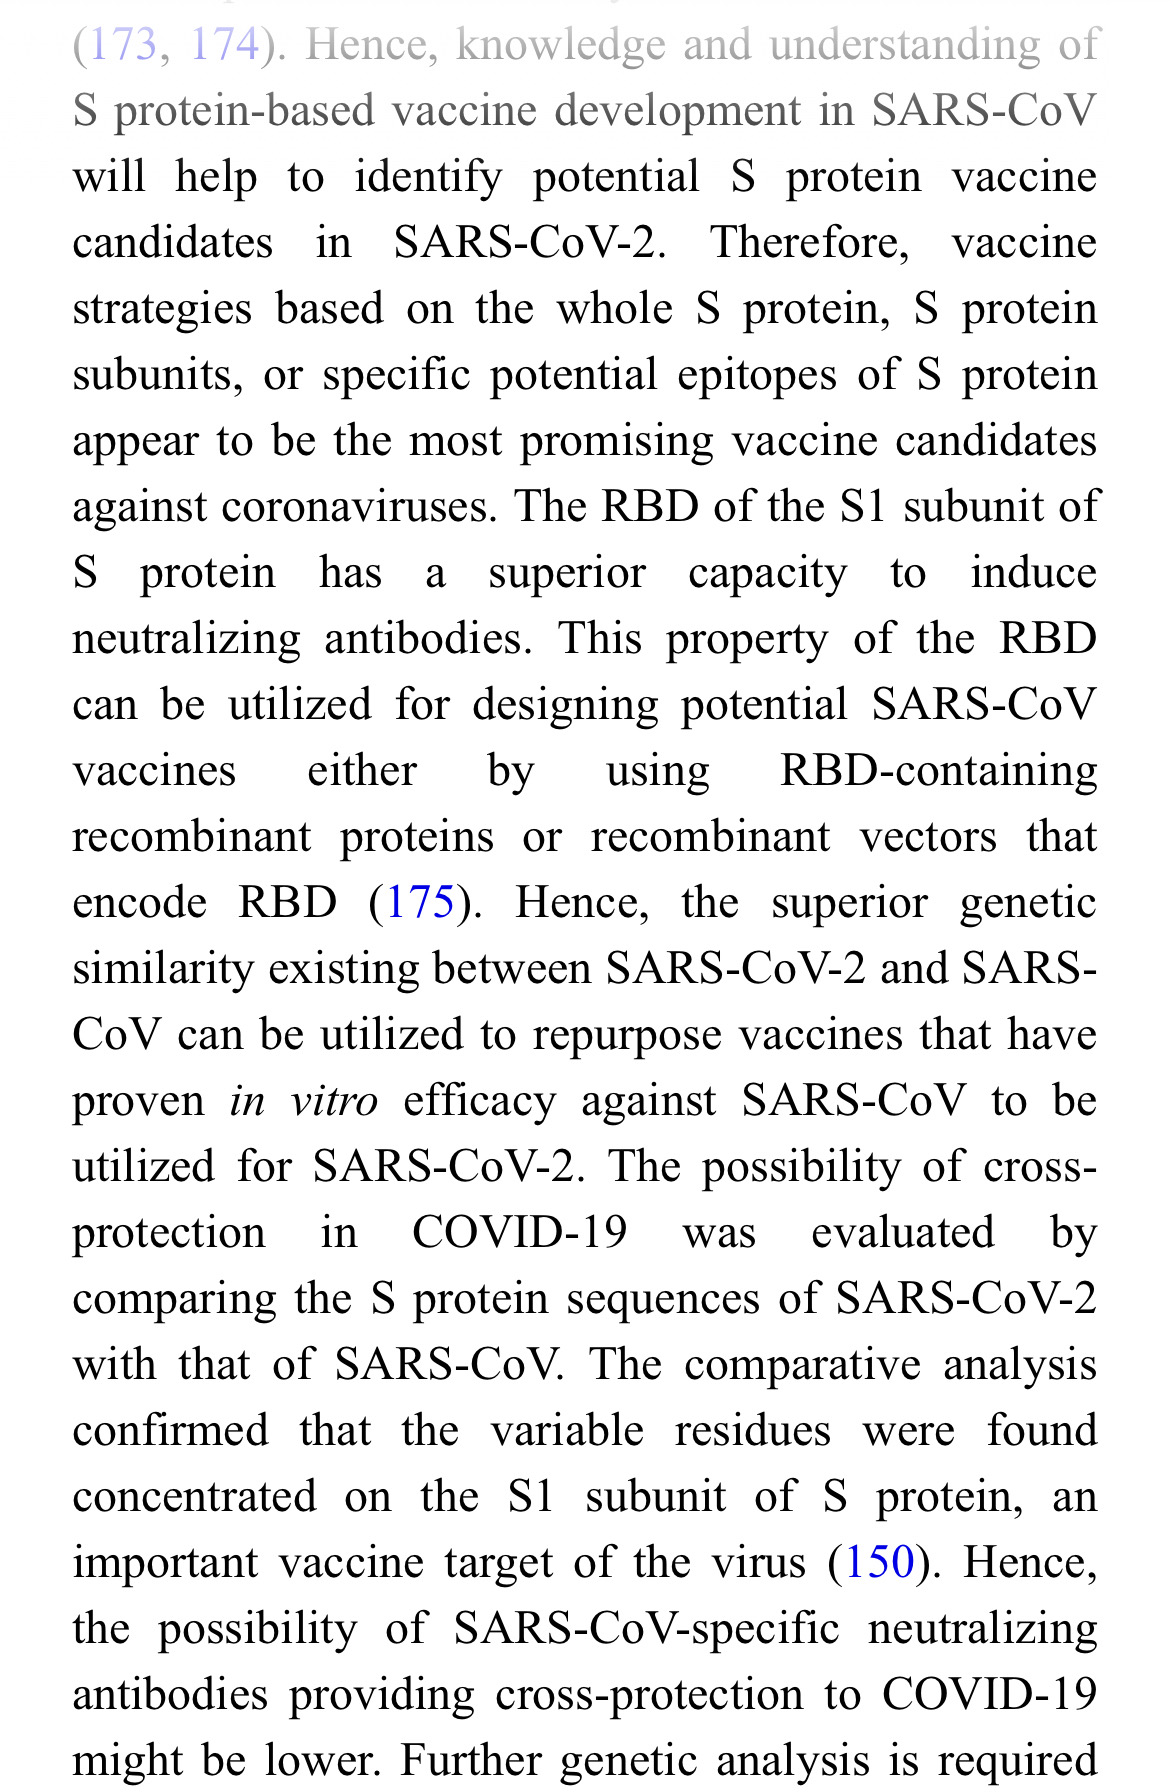 (173, 174). Hence, knowledge and understanding of
S protein-based vaccine development in SARS-CoV
will help to identify potential S protein vaccine
candidates in SARS-CoV-2. Therefore, vaccine
strategies based on the whole S protein, S protein
subunits, or specific potential epitopes of S protein
appear to be the most promising vaccine candidates
against coronaviruses. The RBD of the S1 subunit of
S protein has a superior capacity to induce
neutralizing antibodies. This property of the RBD
can be utilized for designing potential SARS-CoV
vaccines either by using RBD-containing
recombinant proteins or recombinant vectors that
encode RBD (175). Hence, the superior genetic
similarity existing between SARS-CoV-2 and SARS-
CoV can be utilized to repurpose vaccines that have
proven in vitro efficacy against SARS-CoV to be
utilized for SARS-CoV-2. The possibility of cross-
protection in COVID-19 was evaluated by
comparing the S protein sequences of SARS-CoV-2
with that of SARS-CoV. The comparative analysis
confirmed that the variable residues were found
concentrated on the S1 subunit of S protein, an
important vaccine target of the virus (150). Hence,
the possibility of SARS-CoV-specific neutralizing
antibodies providing cross-protection to COVID-19
might be lower. Further genetic analysis is required